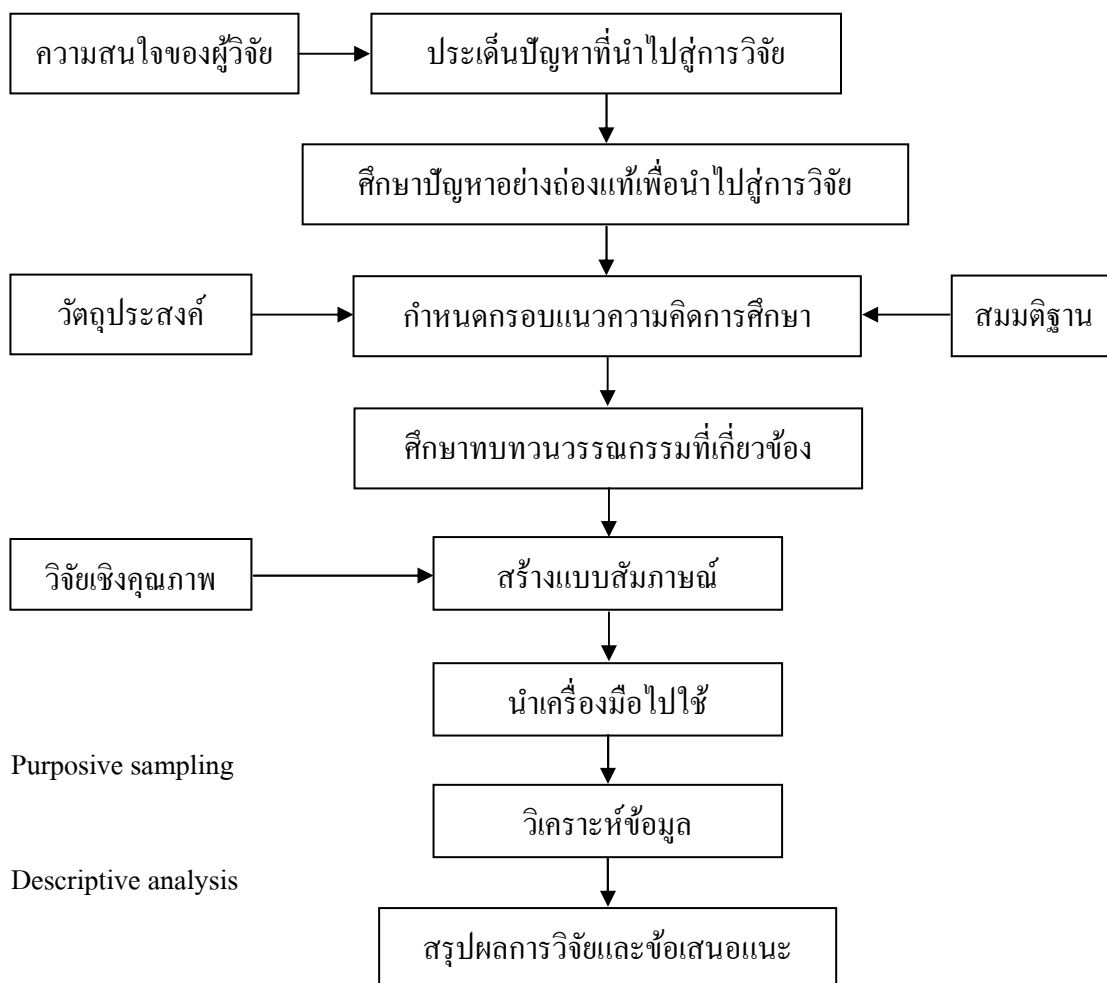 ความสนใจของผู้วิจัย
ประเด็นปัญหาที่นำไปสู่การวิจัย
ศึกษาปัญหาอย่างถ่องแท้เพื่อนำไปสู่การวิจัย
วัตถุประสงค์
กำหนดกรอบแนวความคิดการศึกษา
สมมติฐาน
ศึกษาทบทวนวรรณกรรมที่เกี่ยวข้อง
วิจัยเชิงคุณภาพ
สร้างแบบสัมภาษณ์
นำเครื่องมือไปใช้
Purposive sampling
วิเคราะห์ข้อมูล
Descriptive analysis
สรุปผลการวิจัยและข้อเสนอแนะ